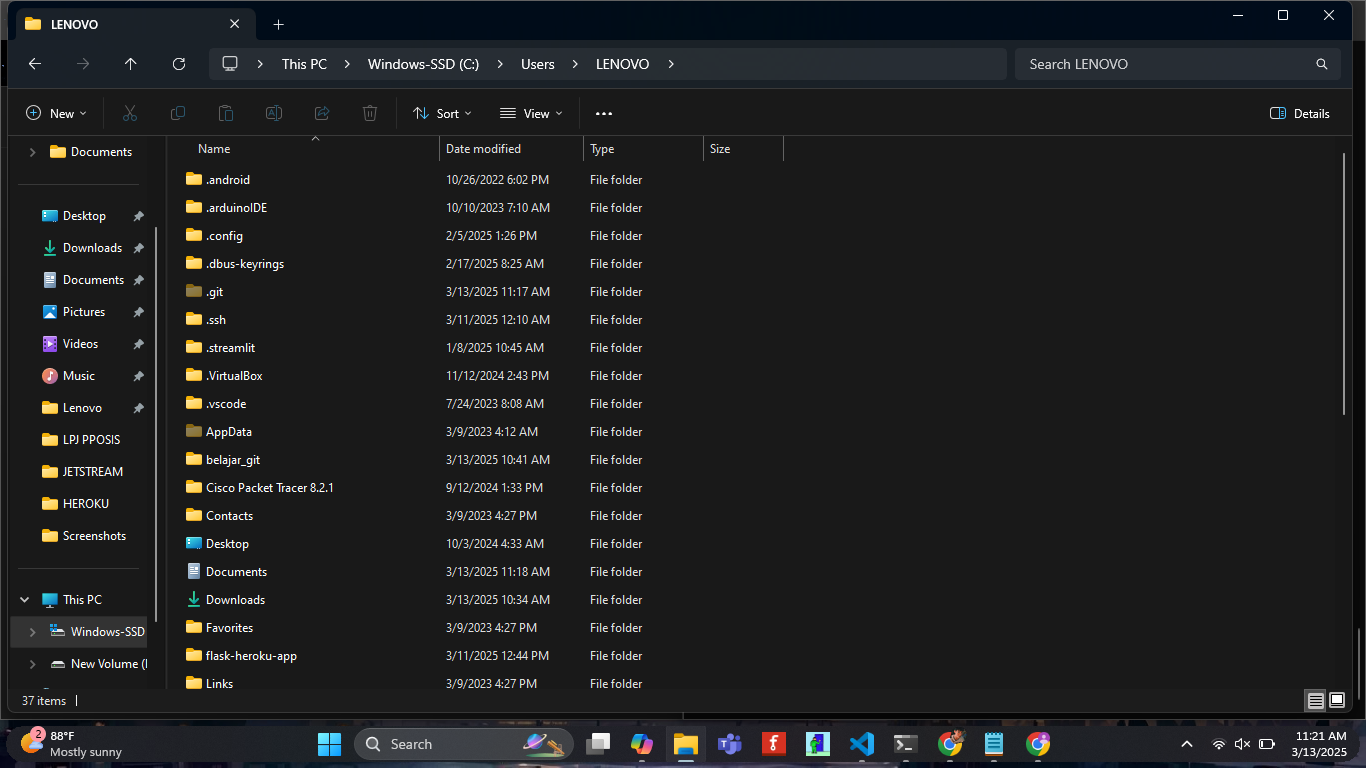 LENOVO
This PC Windows-SSD (C:) Users LENOVO
Search LENOVO
New Sort View Details
Name Date modified Type Size
.android 10/26/2022 6:02 PM File folder
.arduinoIDE 10/10/2023 7:10 AM File folder
.config 2/5/2025 1:26 PM File folder
.dbus-keyrings 2/17/2025 8:25 AM File folder
.git 3/13/2025 11:17 AM File folder
.ssh 3/11/2025 12:10 AM File folder
.streamlit 1/8/2025 10:45 AM File folder
.VirtualBox 11/12/2024 2:43 PM File folder
.vscode 7/24/2023 8:08 AM File folder
AppData 3/9/2023 4:12 AM File folder
belajar_git 3/13/2025 10:41 AM File folder
Cisco Packet Tracer 8.2.1 9/12/2024 1:33 PM File folder
Contacts 3/9/2023 4:27 PM File folder
Desktop 10/3/2024 4:33 AM File folder
Documents 3/13/2025 11:18 AM File folder
Downloads 3/13/2025 10:34 AM File folder
Favorites 3/9/2023 4:27 PM File folder
flask-heroku-app 3/11/2025 12:44 PM File folder
Links 3/9/2023 4:27 PM File folder
Documents
Desktop
Downloads
Documents
Pictures
Videos
Music
Lenovo
LPJ PPOSIS
JETSTREAM
HEROKU
Screenshots
This PC
Windows-SSD
New Volume (
37 items
2
88°F
Mostly sunny
Search
11:21 AM
3/13/2025